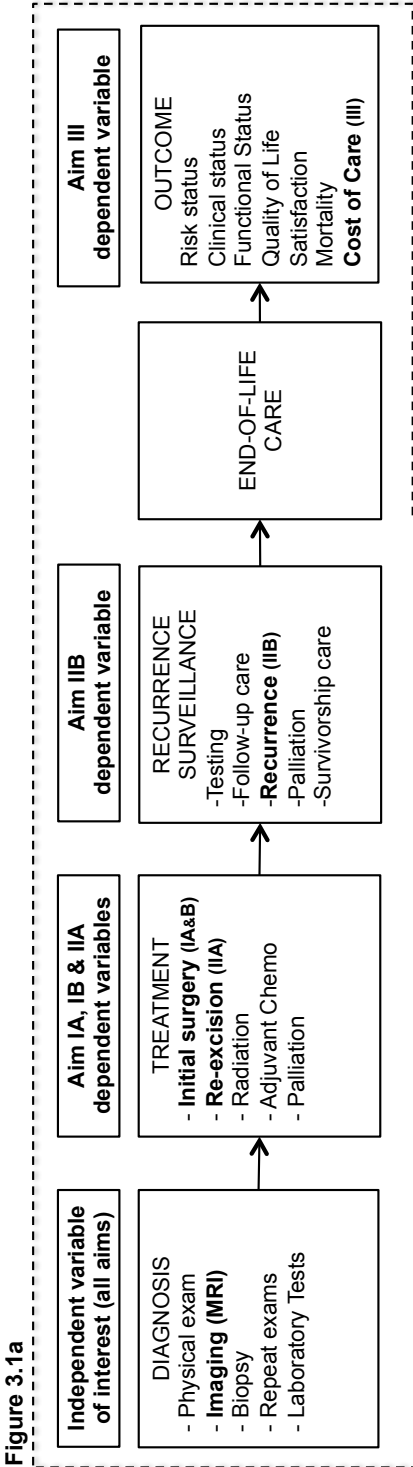 Figure 3.1a
Independent variable
of interest (all aims)
DIAGNOSIS
- Physical exam
- Imaging (MRI)
- Biopsy
- Repeat exams
- Laboratory Tests
Aim IA, IB & IIA
dependent variables
TREATMENT
- Initial surgery (IA&B)
- Re-excision (IIA)
- Radiation
- Adjuvant Chemo
- Palliation
Aim IIB
dependent variable
RECURRENCE
SURVEILLANCE
-Testing
-Follow-up care
-Recurrence (IIB)
-Palliation
-Survivorship care
END-OF-LIFE
CARE
Aim III
dependent variable
OUTCOME
Risk status
Clinical status
Functional Status
Quality of Life
Satisfaction
Mortality
Cost of Care (III)